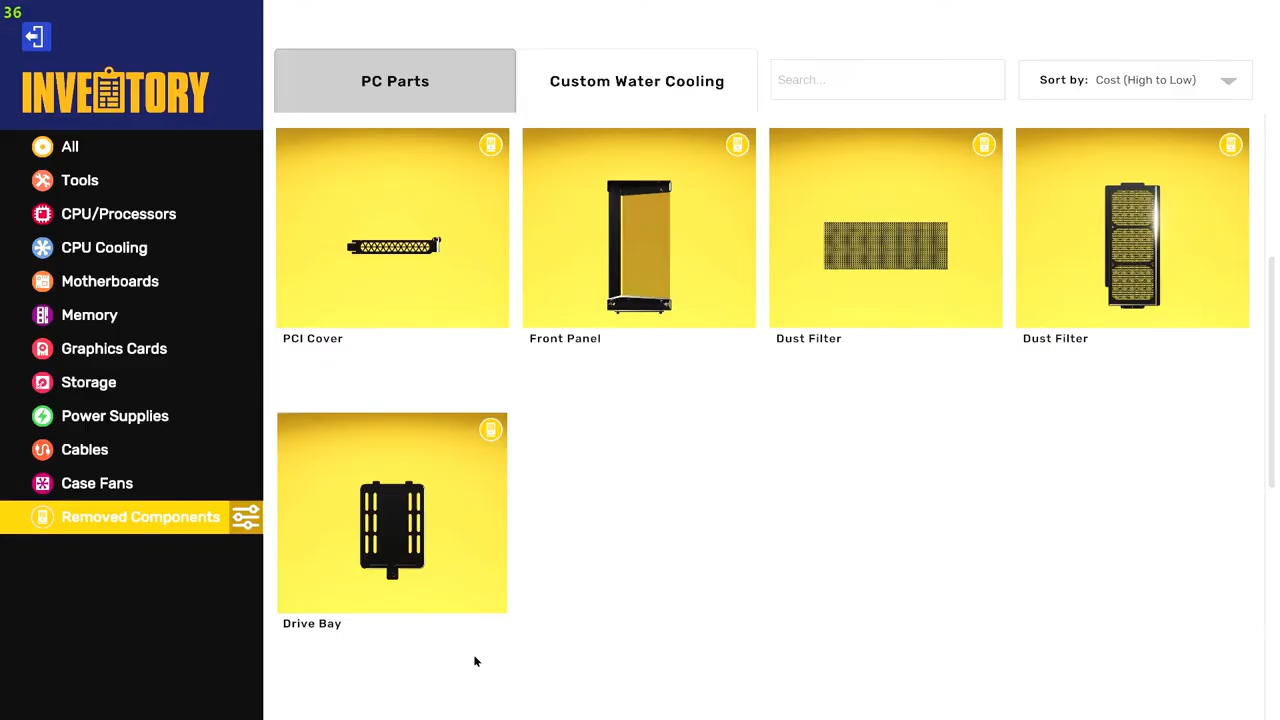 36
INVENTORY
PC Parts
Custom Water Cooling
Search...
Sort by: Cost (High to Low)
All
Tools
CPU/Processors
CPU Cooling
Motherboards
Memory
Graphics Cards
Storage
Power Supplies
Cables
Case Fans
Removed Components
PCI Cover
Front Panel
Dust Filter
Dust Filter
Drive Bay